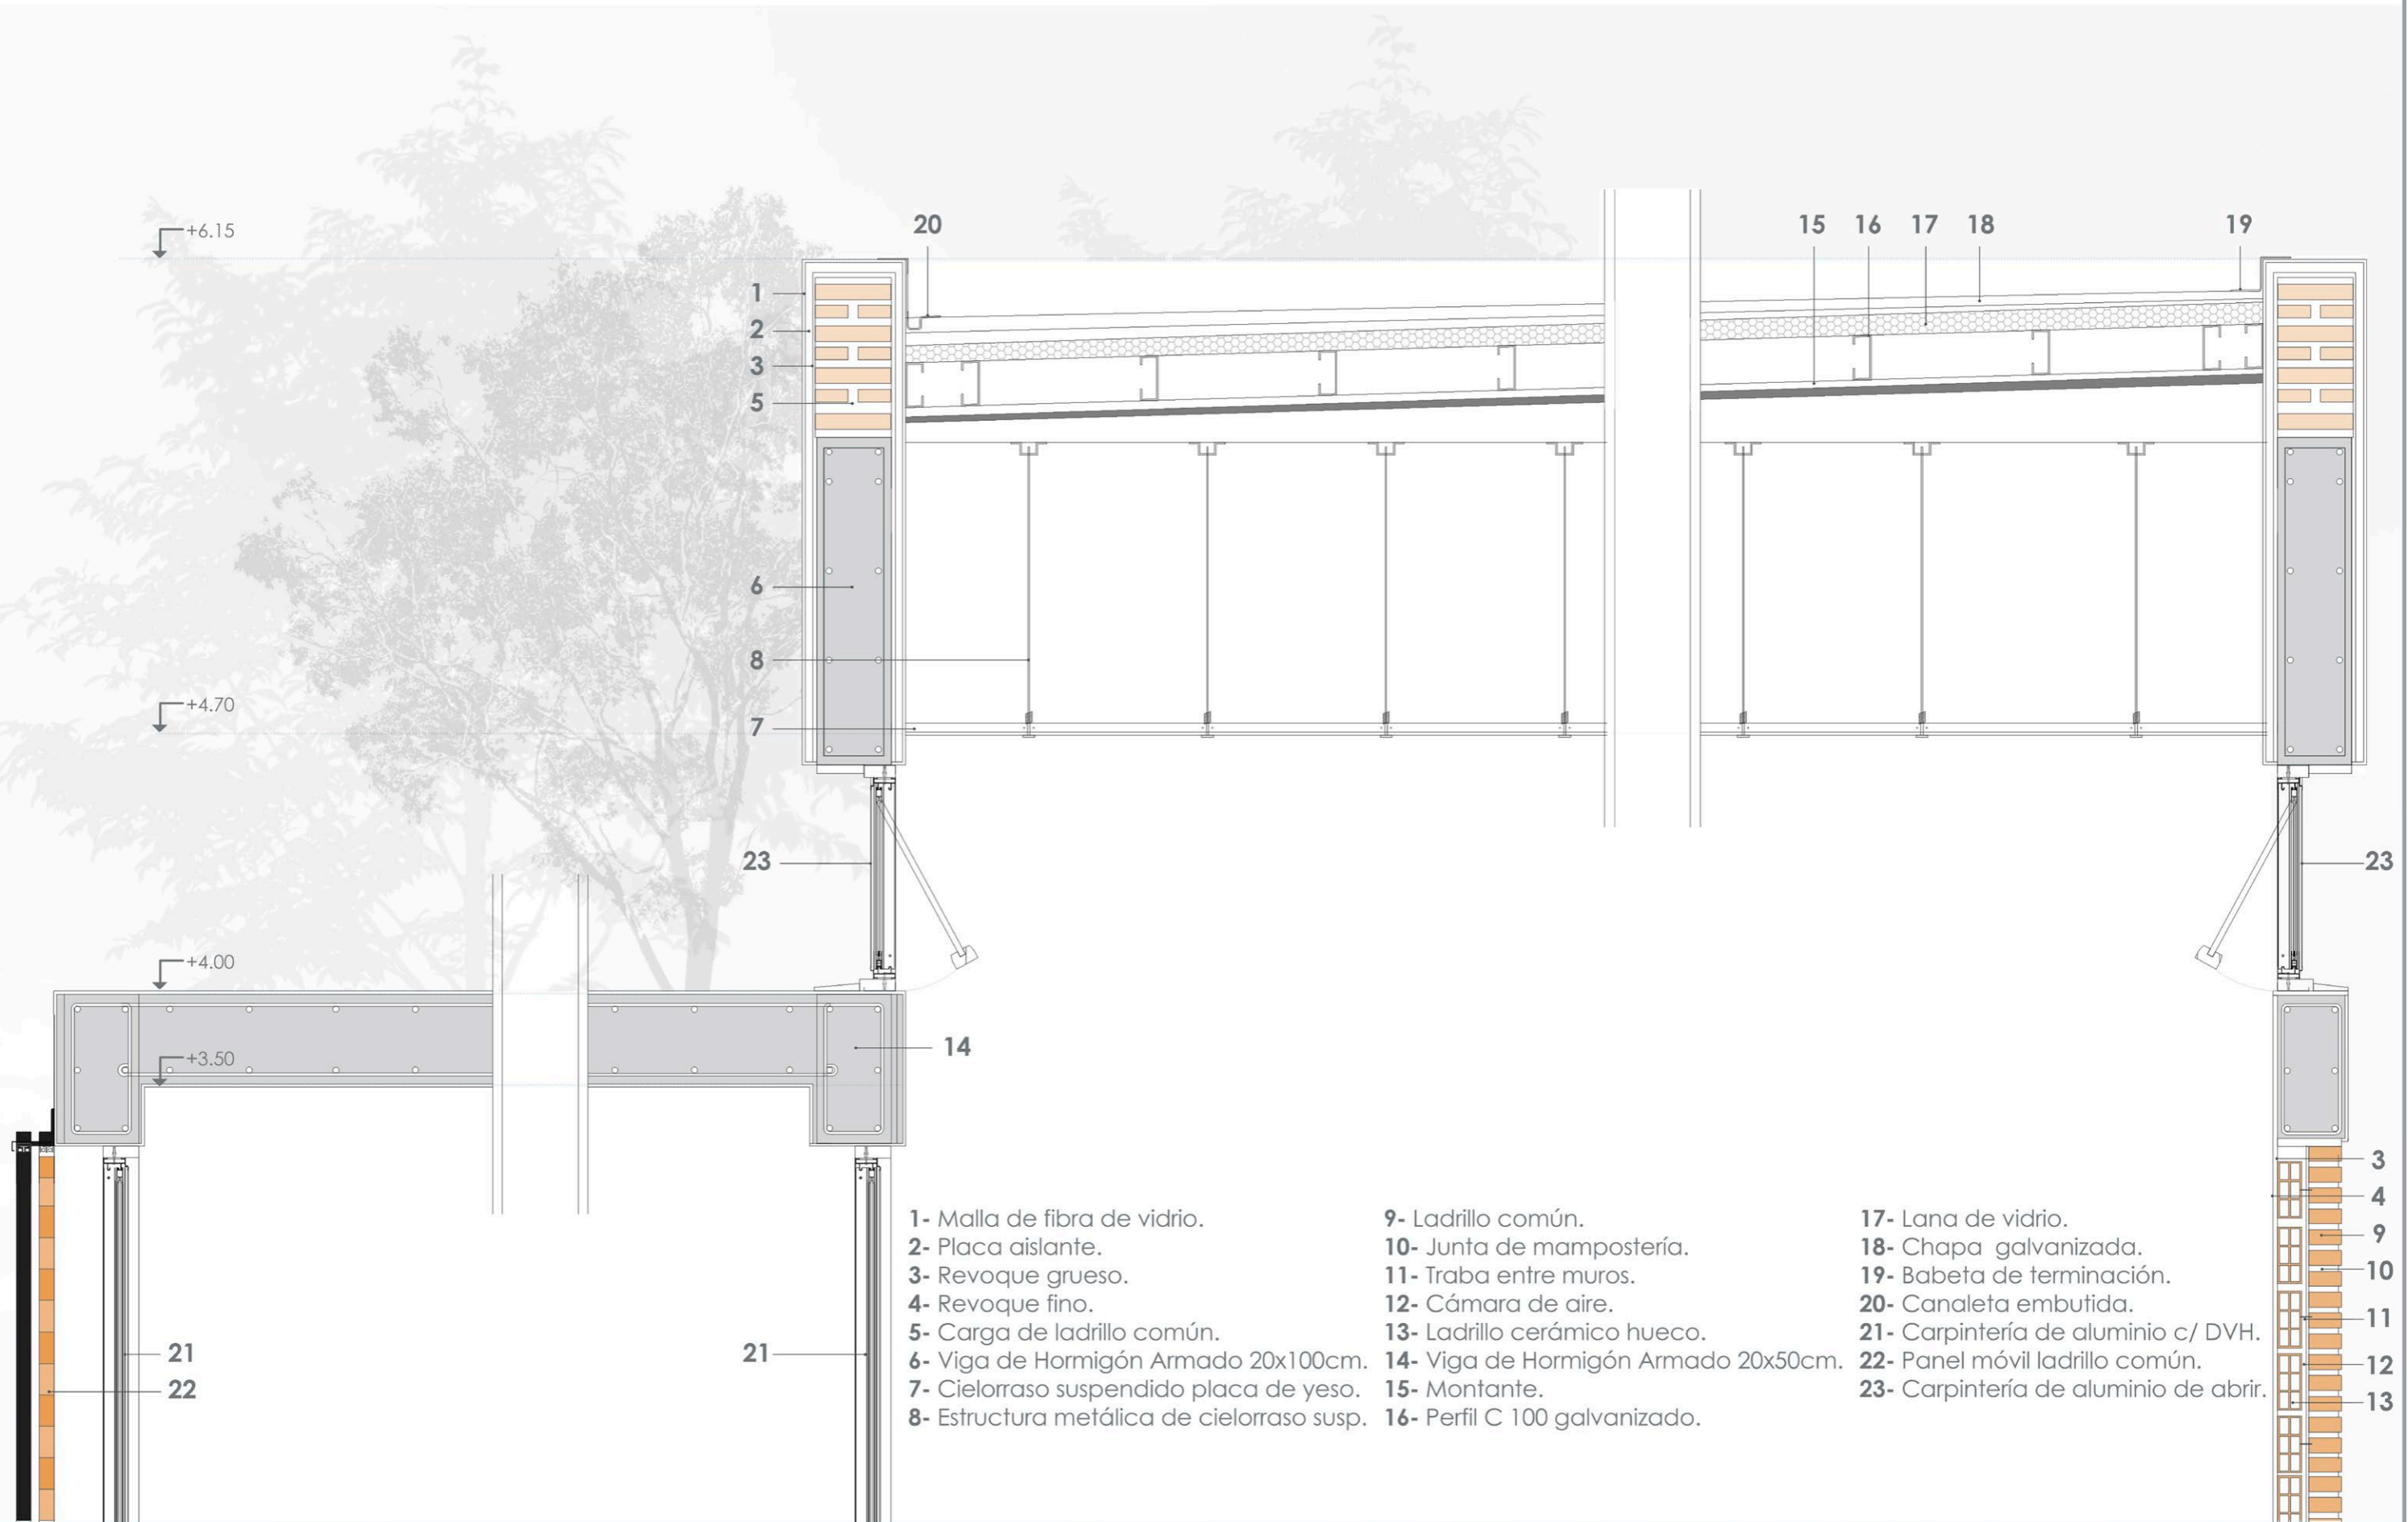 +6.15
20
15 16 17 18 19
1
2
3
5
6
8
+4.70
7
23
23
+4.00
14
+3.50
3
4
9
10
11
12
13
21
22
21
1- Malla de fibra de vidrio.
2- Placa aislante.
3- Revoque grueso.
4- Revoque fino.
5- Carga de ladrillo común.
6- Viga de Hormigón Armado 20x100cm.
7- Cielorraso suspendido placa de yeso.
8- Estructura metálica de cielorraso susp.
9- Ladrillo común.
10- Junta de mampostería.
11- Traba entre muros.
12- Cámara de aire.
13- Ladrillo cerámico hueco.
14- Viga de Hormigón Armado 20x50cm.
15- Montante.
16- Perfil C 100 galvanizado.
17- Lana de vidrio.
18- Chapa galvanizada.
19- Babeta de terminación.
20- Canaleta embutida.
21- Carpintería de aluminio c/ DVH.
22- Panel móvil ladrillo común.
23- Carpintería de aluminio de abrir.